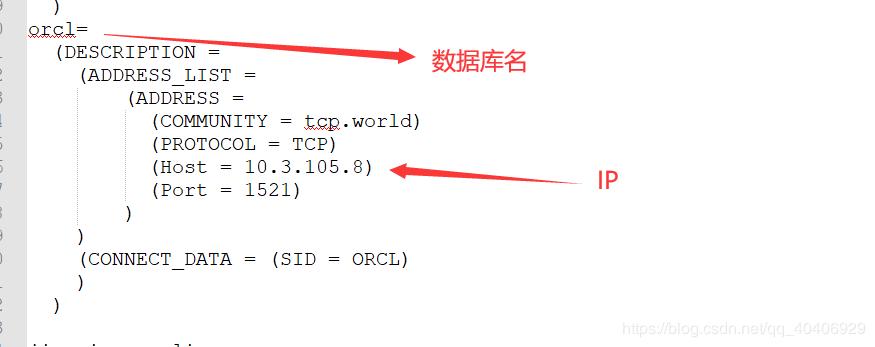 )
orcl=
数据库名
(DESCRIPTION =
(ADDRESS_LIST =
(ADDRESS =
(COMMUNITY = tcp.world)
(PROTOCOL = TCP)
(Host = 10.3.105.8)
IP
(Port = 1521)
)
)
(CONNECT_DATA = (SID = ORCL)
)
)
https://blog.csdn.net/qq_40406929